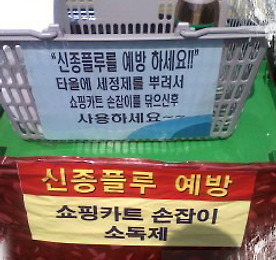 "신종플루를 예방 하세요!!"
타올에 세정제를 뿌려서
쇼핑카트 손잡이를 닦으신후
사용하세요~~
신종플루 예방
쇼핑카트 손잡이
소독제